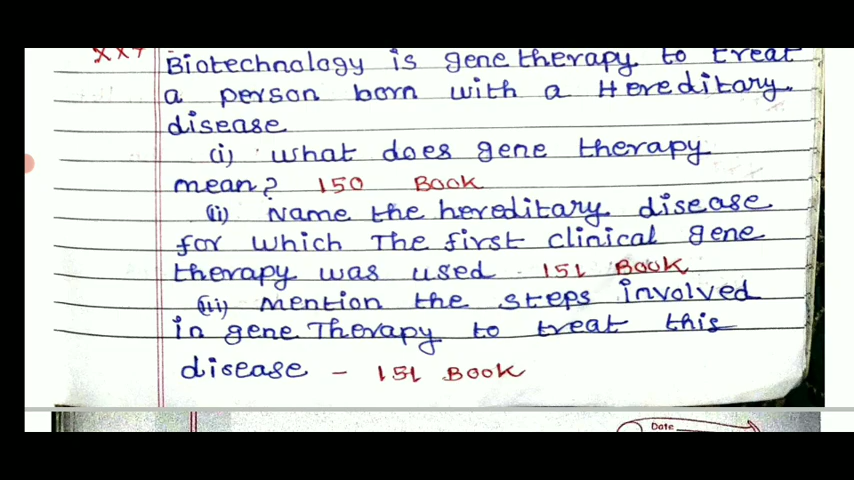 xx4
Biotechnology is gene therapy to treat
a person born with a Hereditary.
disease
(i) what does gene therapy
mean? 150 Book
(ii) Name the hereditary disease
for which The first clinical gene
therapy was used 151 Book
(iii) mention the steps involved
in gene Therapy to treat this
disease - 151 Book
Date